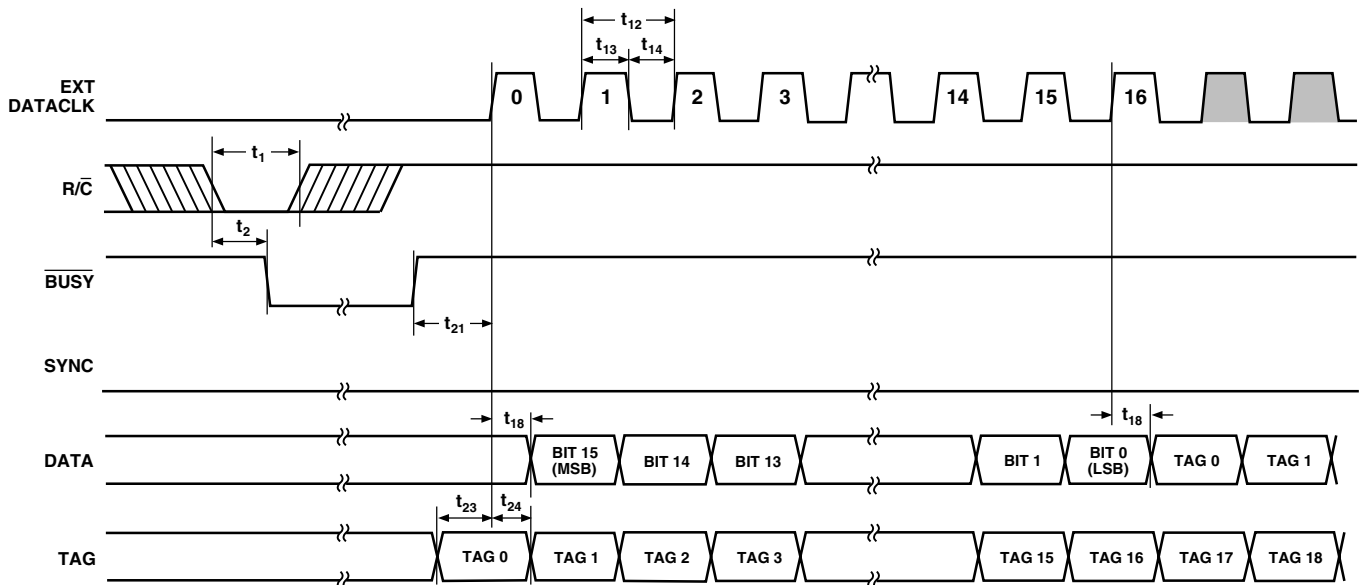 t12
t13 t14
EXT DATACLK
0 1 2 3 14 15 16
t1
R/C̅
t2
B̅U̅S̅Y̅
t21
SYNC
t18 t18
DATA
BIT 15 (MSB) BIT 14 BIT 13 BIT 1 BIT 0 (LSB) TAG 0 TAG 1
t23 t24
TAG
TAG 0 TAG 1 TAG 2 TAG 3 TAG 15 TAG 16 TAG 17 TAG 18